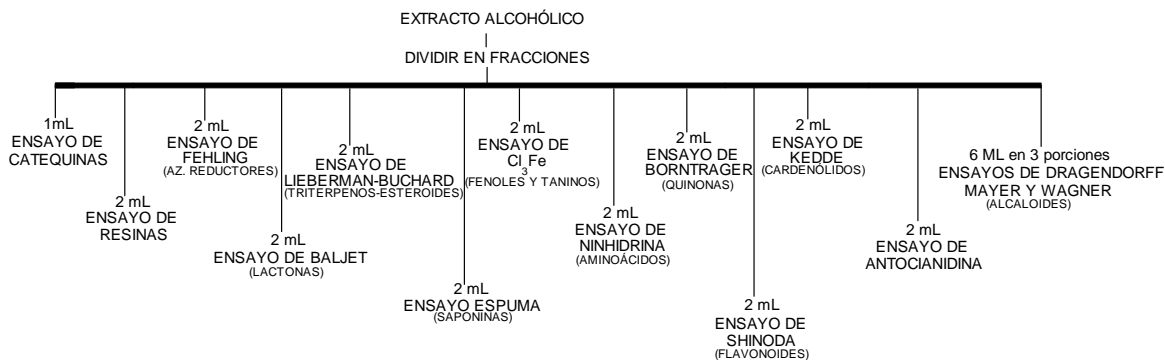 EXTRACTO ALCOHÓLICO
DIVIDIR EN FRACCIONES
1mL
ENSAYO DE
CATEQUINAS
2 mL
ENSAYO DE
RESINAS
2 mL
ENSAYO DE
FEHLING
(AZ. REDUCTORES)
2 mL
ENSAYO DE BALJET
(LACTONAS)
2 mL
ENSAYO DE
LIEBERMAN-BUCHARD
(TRITERPENOS-ESTEROIDES)
2 mL
ENSAYO ESPUMA
(SAPONINAS)
2 mL
ENSAYO DE
Cl3Fe
(FENOLES Y TANINOS)
2 mL
ENSAYO DE
NINHIDRINA
(AMINOÁCIDOS)
2 mL
ENSAYO DE
BORNTRAGER
(QUINONAS)
2 mL
ENSAYO DE
SHINODA
(FLAVONOIDES)
2 mL
ENSAYO DE
KEDDE
(CARDENÓLIDOS)
2 mL
ENSAYO DE
ANTOCIANIDINA
6 ML en 3 porciones
ENSAYOS DE DRAGENDORFF
MAYER Y WAGNER
(ALCALOIDES)